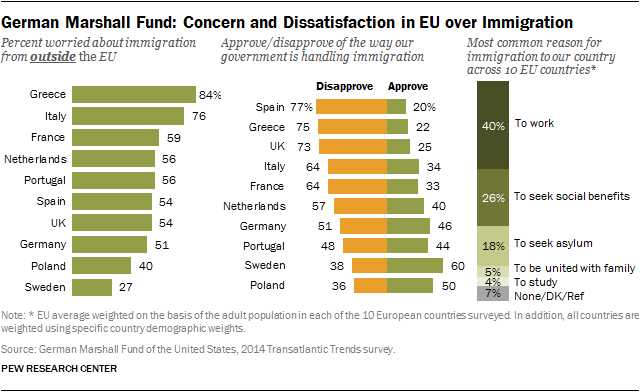 German Marshall Fund: Concern and Dissatisfaction in EU over Immigration
Percent worried about immigration
from outside the EU
Greece 84%
Italy 76
France 59
Netherlands 56
Portugal 56
Spain 54
UK 54
Germany 51
Poland 40
Sweden 27
Approve/disapprove of the way our
government is handling immigration
Disapprove Approve
Spain 77% 20%
Greece 75 22
UK 73 25
Italy 64 34
France 64 33
Netherlands 57 40
Germany 51 46
Portugal 48 44
Sweden 38 60
Poland 36 50
Most common reason for
immigration to our country
across 10 EU countries*
40% To work
26% To seek social benefits
18% To seek asylum
5% To be united with family
4% To study
7% None/DK/Ref
Note: * EU average weighted on the basis of the adult population in each of the 10 European countries surveyed. In addition, all countries are
weighted using specific country demographic weights.
Source: German Marshall Fund of the United States, 2014 Transatlantic Trends survey.
PEW RESEARCH CENTER